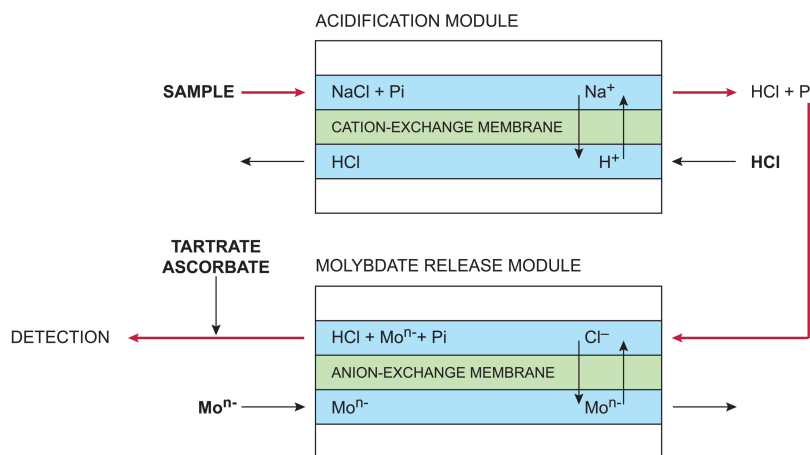 ACIDIFICATION MODULE
SAMPLE
NaCl + Pi
Na⁺
HCl + P
CATION-EXCHANGE MEMBRANE
HCl
H⁺
HCl
TARTRATE
ASCORBATE
MOLYBDATE RELEASE MODULE
DETECTION
HCl + Moⁿ⁻+ Pi
Cl⁻
ANION-EXCHANGE MEMBRANE
Moⁿ⁻
Moⁿ⁻
Moⁿ⁻